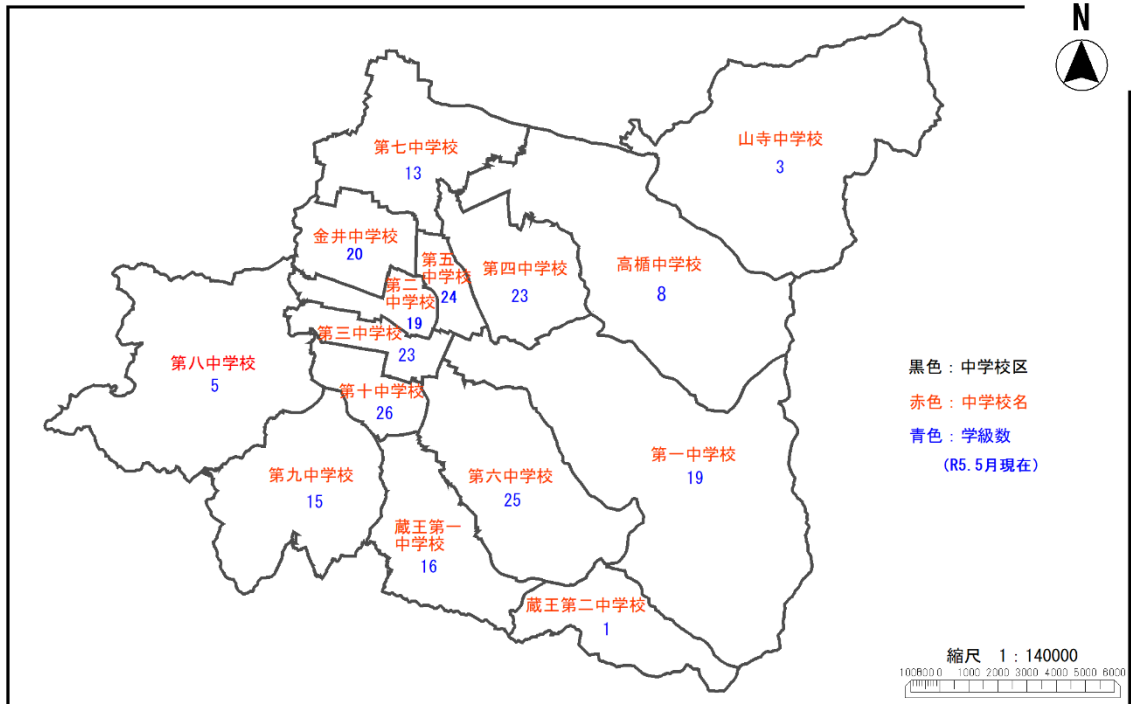 N
山寺中学校
3
第七中学校
13
金井中学校
20
第五
中学校
24
第四中学校
23
高楯中学校
8
第二
中学校
19
第三中学校
23
第八中学校
5
第十中学校
26
第九中学校
15
第六中学校
25
第一中学校
19
蔵王第一
中学校
16
蔵王第二中学校
1
黒色：中学校区
赤色：中学校名
青色：学級数
(R5.5月現在)
縮尺 1：140000
0 1000 2000 3000 4000 5000 6000